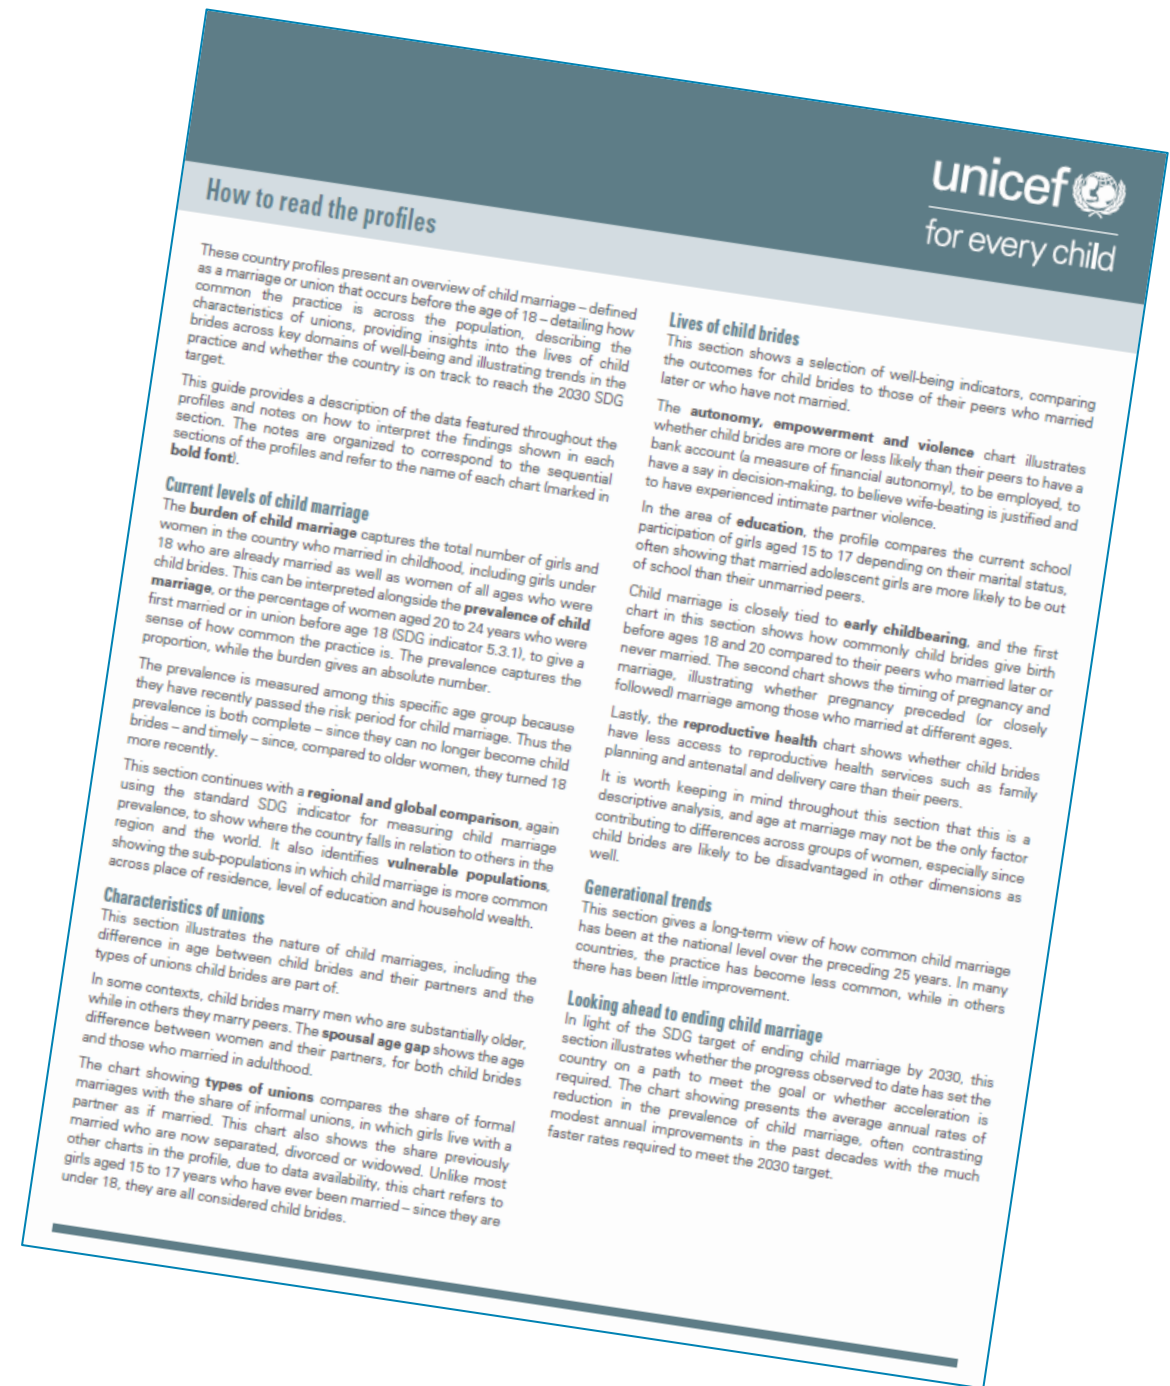 unicef
for every child
How to read the profiles
These country profiles present an overview of child marriage – defined
as a marriage or union that occurs before the age of 18 – detailing how
common the practice is across the population, describing the
characteristics of unions, providing insights into the lives of child
brides across key domains of well-being and illustrating trends in the
practice and whether the country is on track to reach the 2030 SDG
target.
This guide provides a description of the data featured throughout the
profiles and notes on how to interpret the findings shown in each
section. The notes are organized to correspond to the sequential
sections of the profiles and refer to the name of each chart (marked in
bold font).
Current levels of child marriage
The burden of child marriage captures the total number of girls and
women in the country who married in childhood, including girls under
18 who are already married as well as women of all ages who were
child brides. This can be interpreted alongside the prevalence of child
marriage, or the percentage of women aged 20 to 24 years who were
first married or in union before age 18 (SDG indicator 5.3.1), to give a
sense of how common the practice is. The prevalence captures the
proportion, while the burden gives an absolute number.
The prevalence is measured among this specific age group because
they have recently passed the risk period for child marriage. Thus the
prevalence is both complete – since they can no longer become child
brides – and timely – since, compared to older women, they turned 18
more recently.
This section continues with a regional and global comparison, again
using the standard SDG indicator for measuring child marriage
prevalence, to show where the country falls in relation to others in the
region and the world. It also identifies vulnerable populations,
showing the sub-populations in which child marriage is more common
across place of residence, level of education and household wealth.
Characteristics of unions
This section illustrates the nature of child marriages, including the
difference in age between child brides and their partners and the
types of unions child brides are part of.
In some contexts, child brides marry men who are substantially older,
while in others they marry peers. The spousal age gap shows the age
difference between women and their partners, for both child brides
and those who married in adulthood.
The chart showing types of unions compares the share of formal
marriages with the share of informal unions, in which girls live with a
partner as if married. This chart also shows the share previously
married who are now separated, divorced or widowed. Unlike most
other charts in the profile, due to data availability, this chart refers to
girls aged 15 to 17 years who have ever been married – since they are
under 18, they are all considered child brides.
Lives of child brides
This section shows a selection of well-being indicators, comparing
the outcomes for child brides to those of their peers who married
later or who have not married.
The autonomy, empowerment and violence chart illustrates
whether child brides are more or less likely than their peers to have a
bank account (a measure of financial autonomy), to be employed, to
have a say in decision-making, to believe wife-beating is justified and
to have experienced intimate partner violence.
In the area of education, the profile compares the current school
participation of girls aged 15 to 17 depending on their marital status,
often showing that married adolescent girls are more likely to be out
of school than their unmarried peers.
Child marriage is closely tied to early childbearing, and the first
chart in this section shows how commonly child brides give birth
before ages 18 and 20 compared to their peers who married later or
never married. The second chart shows the timing of pregnancy and
marriage, illustrating whether pregnancy preceded (or closely
followed) marriage among those who married at different ages.
Lastly, the reproductive health chart shows whether child brides
have less access to reproductive health services such as family
planning and antenatal and delivery care than their peers.
It is worth keeping in mind throughout this section that this is a
descriptive analysis, and age at marriage may not be the only factor
contributing to differences across groups of women, especially since
child brides are likely to be disadvantaged in other dimensions as
well.
Generational trends
This section gives a long-term view of how common child marriage
has been at the national level over the preceding 25 years. In many
countries, the practice has become less common, while in others
there has been little improvement.
Looking ahead to ending child marriage
In light of the SDG target of ending child marriage by 2030, this
section illustrates whether the progress observed to date has set the
country on a path to meet the goal or whether acceleration is
required. The chart showing presents the average annual rates of
reduction in the prevalence of child marriage, often contrasting
modest annual improvements in the past decades with the much
faster rates required to meet the 2030 target.